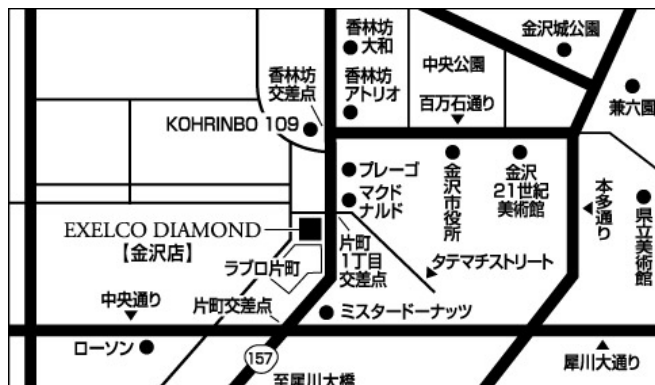 香林坊
大和
金沢城公園
香林坊
交差点
香林坊
アトリオ
中央公園
百万石通り
兼六園
KOHRINBO 109
プレーゴ
マクド
ナルド
金沢市役所
金沢
21世紀
美術館
本多通り
県立美術館
EXELCO DIAMOND
【金沢店】
ラブロ片町
片町
1丁目
交差点
タテマチストリート
中央通り
片町交差点
ミスタードーナッツ
ローソン
157
至犀川大橋
犀川大通り